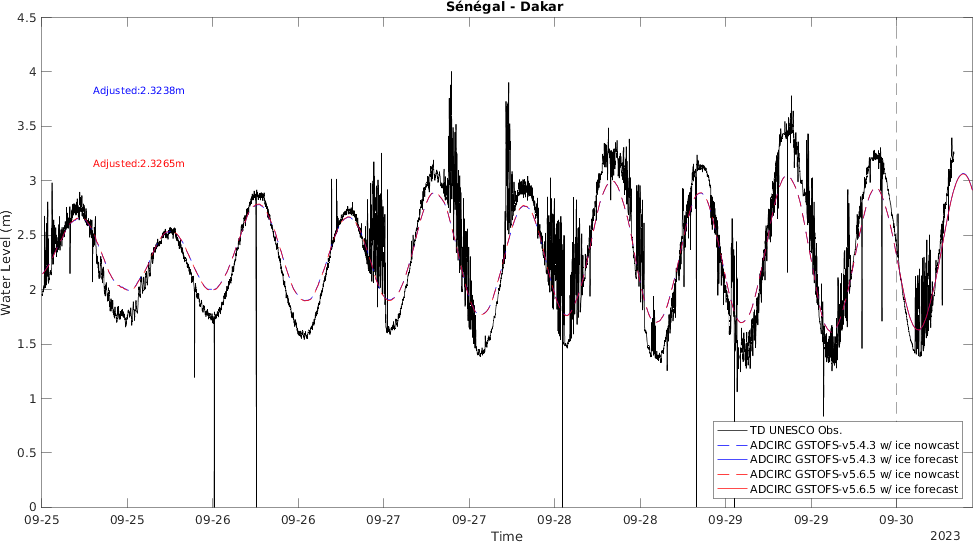 Sénégal - Dakar
4.5
4
3.5
3
2.5
2
1.5
1
0.5
0
Water Level (m)
Adjusted:2.3238m
Adjusted:2.3265m
TD UNESCO Obs.
ADCIRC GSTOFS-v5.4.3 w/ ice nowcast
ADCIRC GSTOFS-v5.4.3 w/ ice forecast
ADCIRC GSTOFS-v5.6.5 w/ ice nowcast
ADCIRC GSTOFS-v5.6.5 w/ ice forecast
09-25 09-25 09-26 09-26 09-27 09-27 09-28 09-28 09-29 09-29 09-30
Time
2023